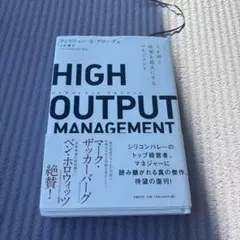 アンドリュー・S・グローブ 著
HIGH
OUTPUT
MANAGEMENT
マーク・
ザッカーバーグ
ベン・ホロウィッツ
絶賛!
シリコンバレーの
トップ経営者、
マネジャーに
読み継がれる真の傑作、
待望の復刊!